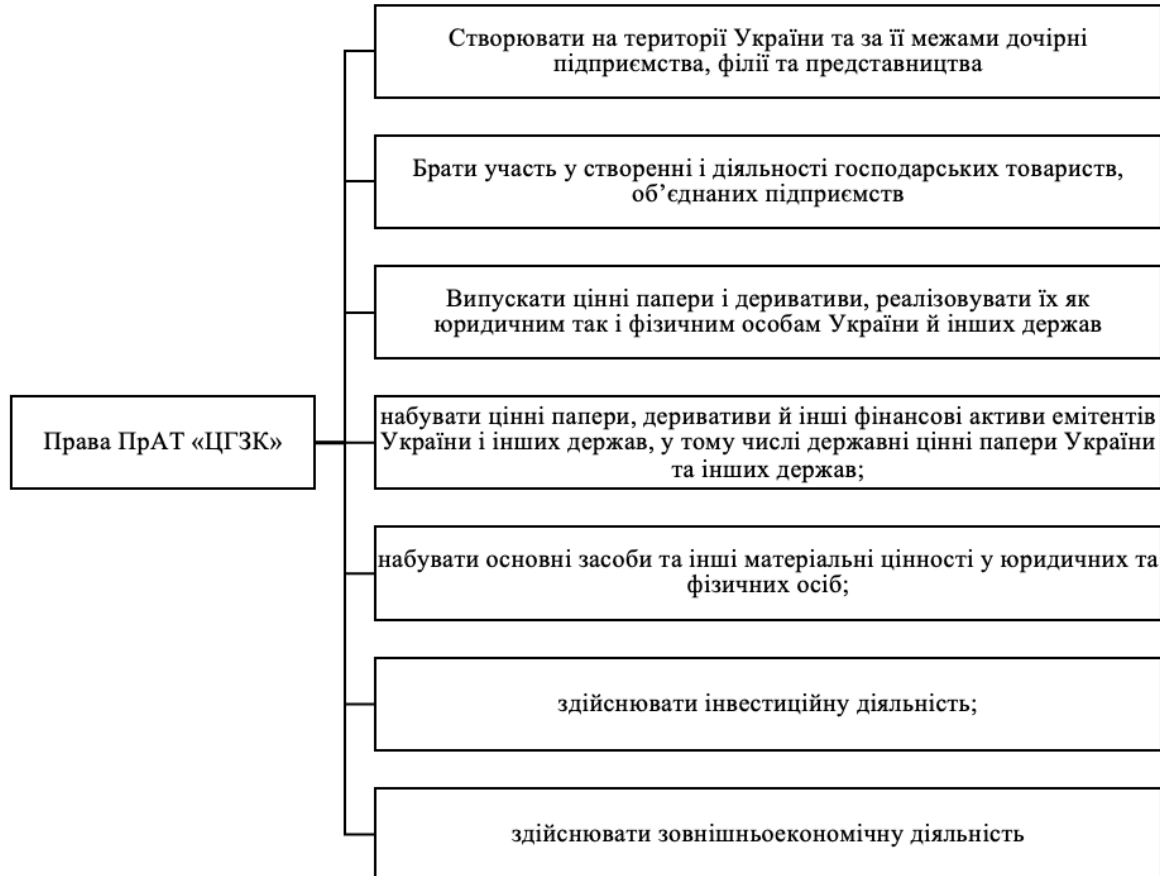 Створювати на території України та за її межами дочірні
підприємства, філії та представництва
Брати участь у створенні і діяльності господарських товариств,
об’єднаних підприємств
Випускати цінні папери і деривативи, реалізовувати їх як
юридичним так і фізичним особам України й інших держав
Права ПрАТ «ЦГЗК»
набувати цінні папери, деривативи й інші фінансові активи емітентів
України і інших держав, у тому числі державні цінні папери України
та інших держав;
набувати основні засоби та інші матеріальні цінності у юридичних та
фізичних осіб;
здійснювати інвестиційну діяльність;
здійснювати зовнішньоекономічну діяльність